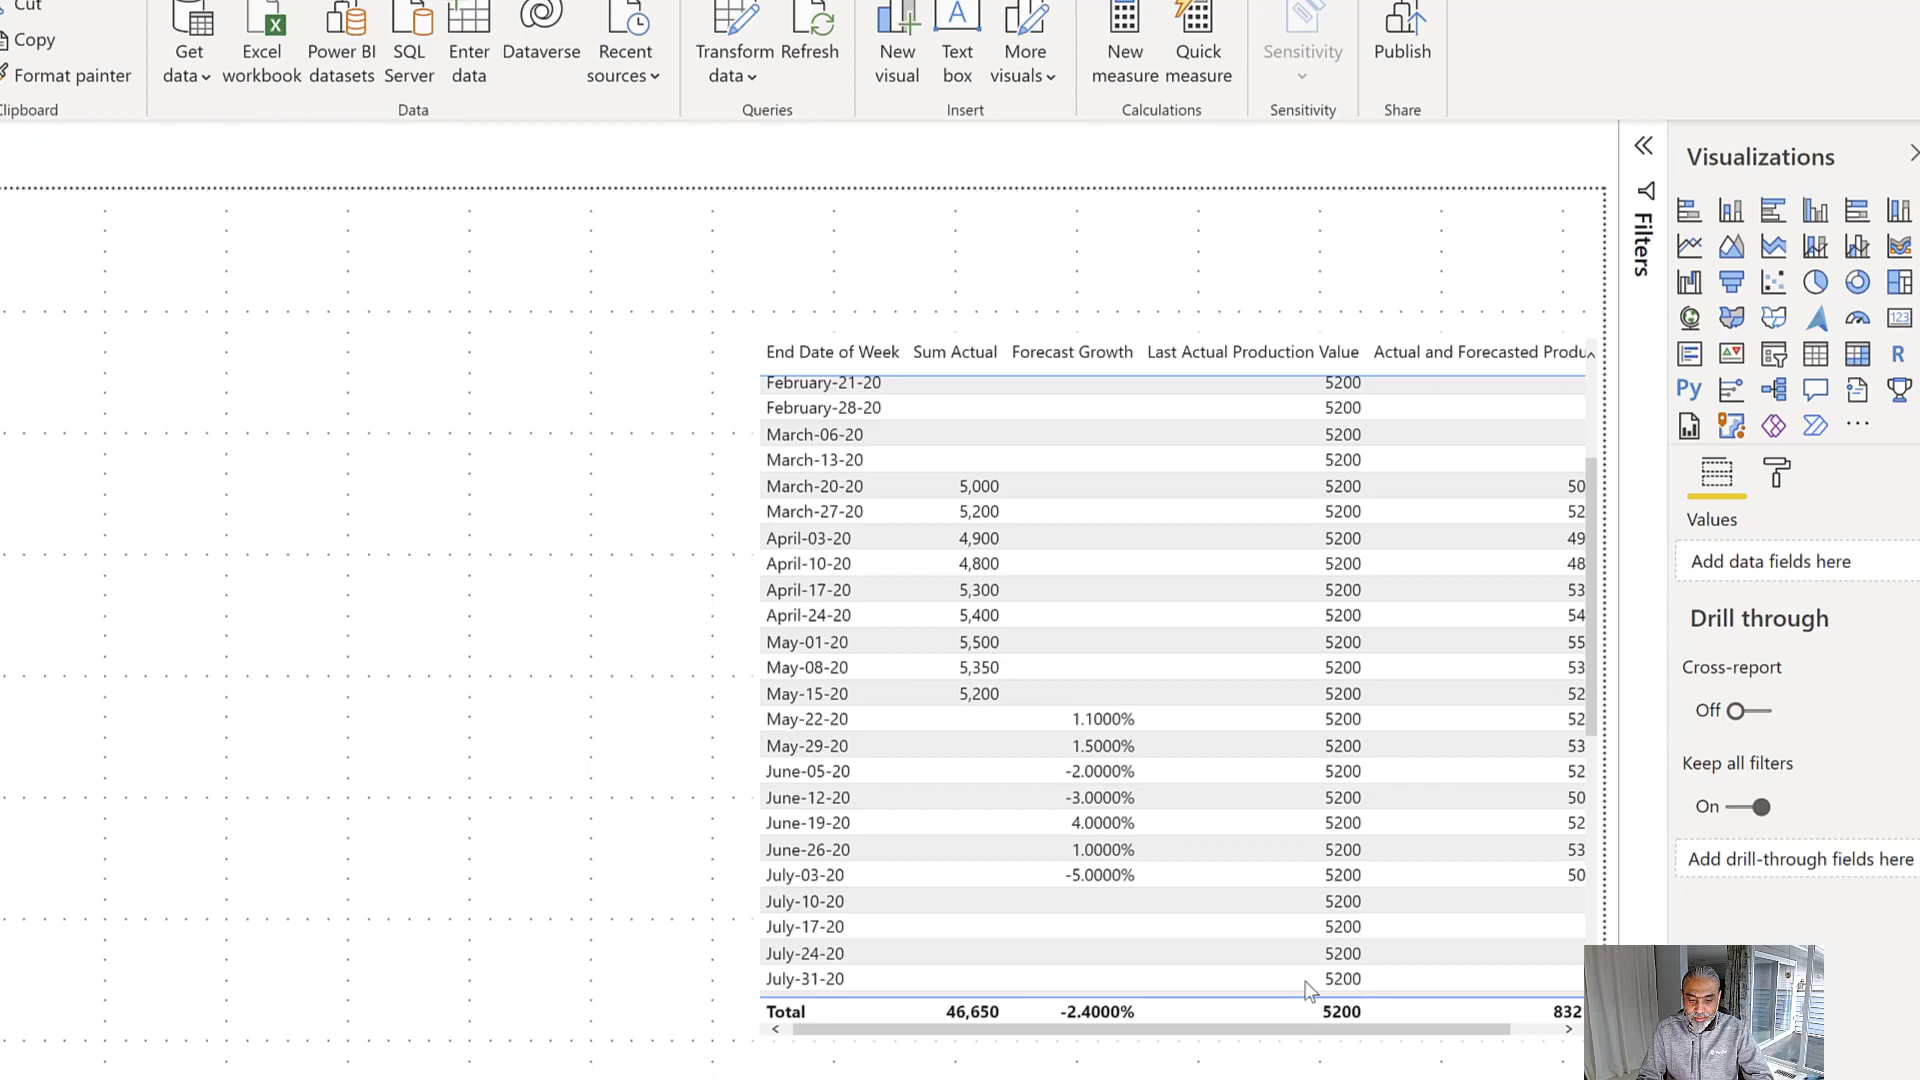 Cut
Copy
Format painter
Clipboard
Get data
Excel workbook
Power BI datasets
SQL Server
Enter data
Dataverse
Recent sources
Data
Transform data
Refresh
Queries
New visual
Text box
More visuals
Insert
New measure
Quick measure
Calculations
Sensitivity
Sensitivity
Publish
Share
Filters
Visualizations
123
R
Py
Values
Add data fields here
Drill through
Cross-report
Off
Keep all filters
On
Add drill-through fields here
End Date of Week Sum Actual Forecast Growth Last Actual Production Value Actual and Forecasted Produ
February-21-20 5200
February-28-20 5200
March-06-20 5200
March-13-20 5200
March-20-20 5,000 5200 50
March-27-20 5,200 5200 52
April-03-20 4,900 5200 49
April-10-20 4,800 5200 48
April-17-20 5,300 5200 53
April-24-20 5,400 5200 54
May-01-20 5,500 5200 55
May-08-20 5,350 5200 53
May-15-20 5,200 5200 52
May-22-20 1.1000% 5200 52
May-29-20 1.5000% 5200 53
June-05-20 -2.0000% 5200 52
June-12-20 -3.0000% 5200 50
June-19-20 4.0000% 5200 52
June-26-20 1.0000% 5200 53
July-03-20 -5.0000% 5200 50
July-10-20 5200
July-17-20 5200
July-24-20 5200
July-31-20 5200
Total 46,650 -2.4000% 5200 832